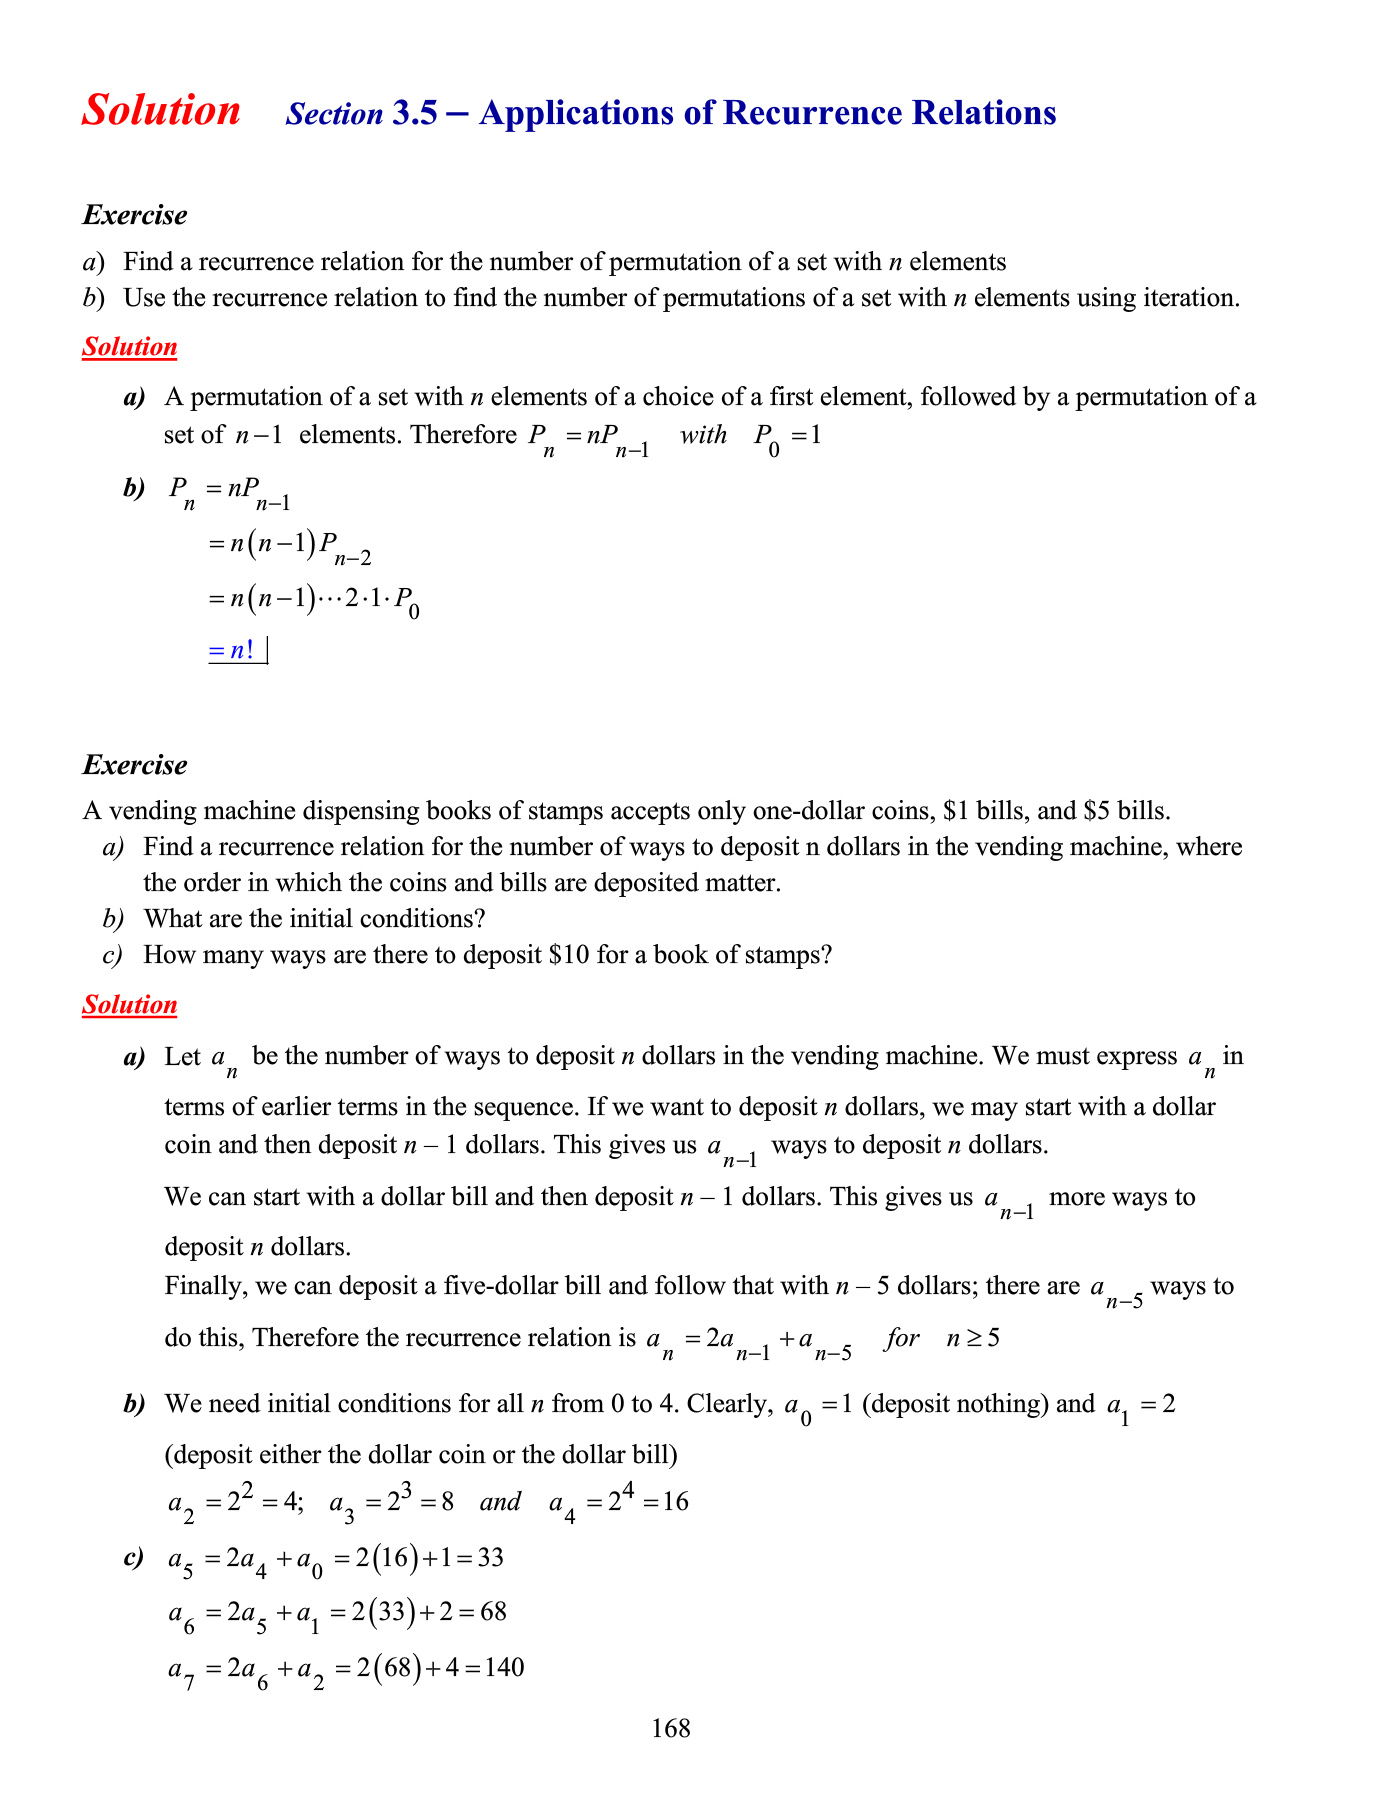 Solution Section 3.5 – Applications of Recurrence Relations
Exercise
a) Find a recurrence relation for the number of permutation of a set with n elements
b) Use the recurrence relation to find the number of permutations of a set with n elements using iteration.
Solution
a) A permutation of a set with n elements of a choice of a first element, followed by a permutation of a
set of n−1 elements. Therefore P_n = nP_{n−1} with P_0 = 1
b) P_n = nP_{n−1}
= n(n−1)P_{n−2}
= n(n−1)⋯2·1·P_0
= n!
Exercise
A vending machine dispensing books of stamps accepts only one-dollar coins, $1 bills, and $5 bills.
a) Find a recurrence relation for the number of ways to deposit n dollars in the vending machine, where
the order in which the coins and bills are deposited matter.
b) What are the initial conditions?
c) How many ways are there to deposit $10 for a book of stamps?
Solution
a) Let a_n be the number of ways to deposit n dollars in the vending machine. We must express a_n in
terms of earlier terms in the sequence. If we want to deposit n dollars, we may start with a dollar
coin and then deposit n – 1 dollars. This gives us a_{n−1} ways to deposit n dollars.
We can start with a dollar bill and then deposit n – 1 dollars. This gives us a_{n−1} more ways to
deposit n dollars.
Finally, we can deposit a five-dollar bill and follow that with n – 5 dollars; there are a_{n−5} ways to
do this, Therefore the recurrence relation is a_n = 2a_{n−1} + a_{n−5} for n ≥ 5
b) We need initial conditions for all n from 0 to 4. Clearly, a_0 = 1 (deposit nothing) and a_1 = 2
(deposit either the dollar coin or the dollar bill)
a_2 = 2^2 = 4; a_3 = 2^3 = 8 and a_4 = 2^4 = 16
c) a_5 = 2a_4 + a_0 = 2(16)+1 = 33
a_6 = 2a_5 + a_1 = 2(33)+2 = 68
a_7 = 2a_6 + a_2 = 2(68)+4 = 140
168